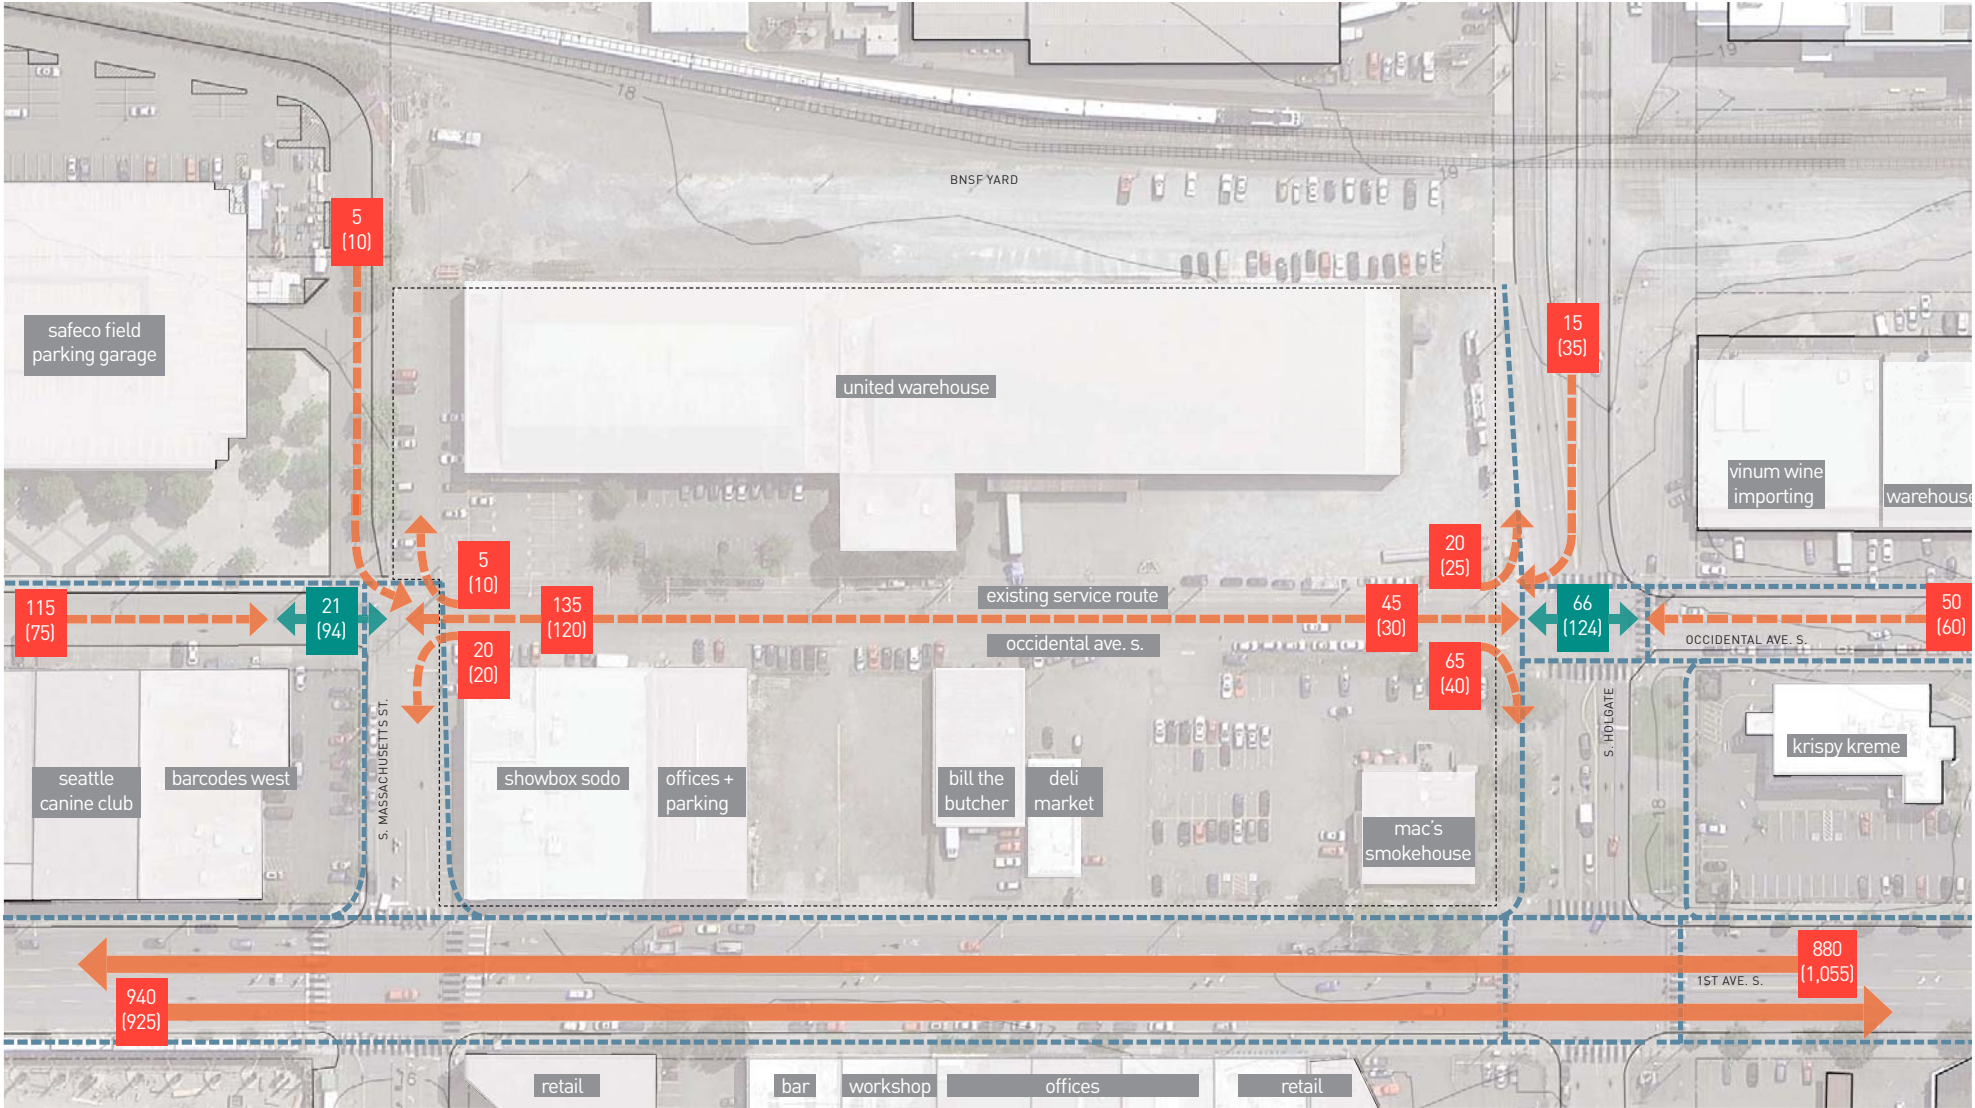 18
19
19
BNSF YARD
5
(10)
15
(35)
safeco field
parking garage
united warehouse
vinum wine
importing
warehouse
20
(25)
5
(10)
existing service route
115
(75)
21
(94)
135
(120)
45
(30)
66
(124)
50
(60)
OCCIDENTAL AVE. S.
occidental ave. s.
20
(20)
65
(40)
S. MASSACHUSETTS ST.
S. HOLGATE
seattle
canine club
barcodes west
showbox sodo
offices +
parking
bill the
butcher
deli
market
mac's
smokehouse
krispy kreme
18
880
(1,055)
1ST AVE. S.
940
(925)
retail
bar
workshop
offices
retail